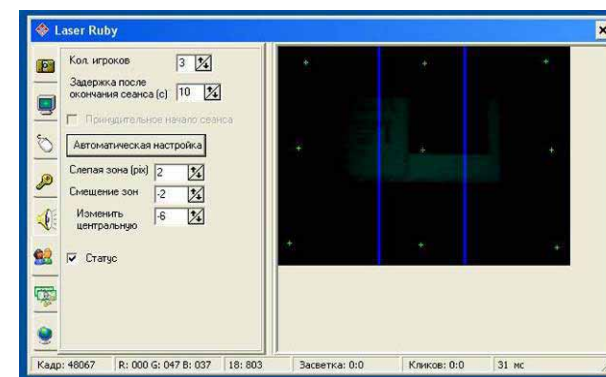 Laser Ruby
Кол. игроков 3
Задержка после
окончания сеанса (с) 10
Принудительное начало сеанса
Автоматическая настройка
Слепая зона (pix) 2
Смещение зон -2
Изменить
центральную -6
Статус
Кадр: 48067 R: 000 G: 047 B: 037 18: 803 Засветка: 0:0 Кликов: 0:0 31 мс